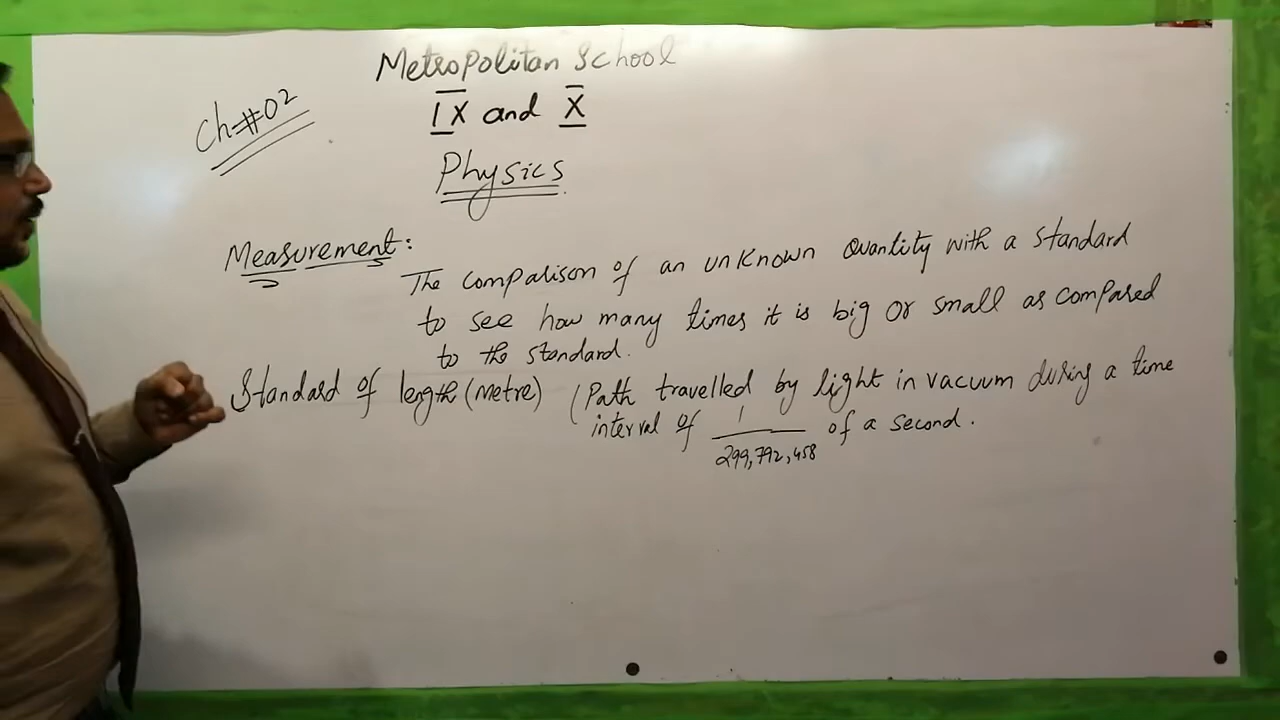 Metropolitan School
Ch#02
IX and X
Physics
Measurement:
The comparison of an unknown Quantity with a standard
to see how many times it is big or small as compared
to the standard.
Standard of length (Metre) (Path travelled by light in vacuum during a time
interval of 1/299,792,458 of a second.